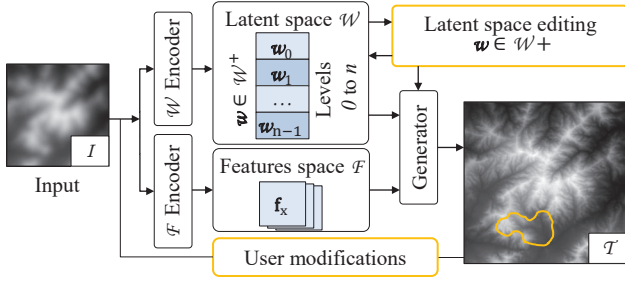 I
Input
𝒲 Encoder
ℱ Encoder
Latent space 𝒲
w ∈ 𝒲⁺
w₀
w₁
...
wₙ₋₁
Levels
0 to n
Features space ℱ
fₓ
Latent space editing
w ∈ 𝒲+
Generator
User modifications
𝒯